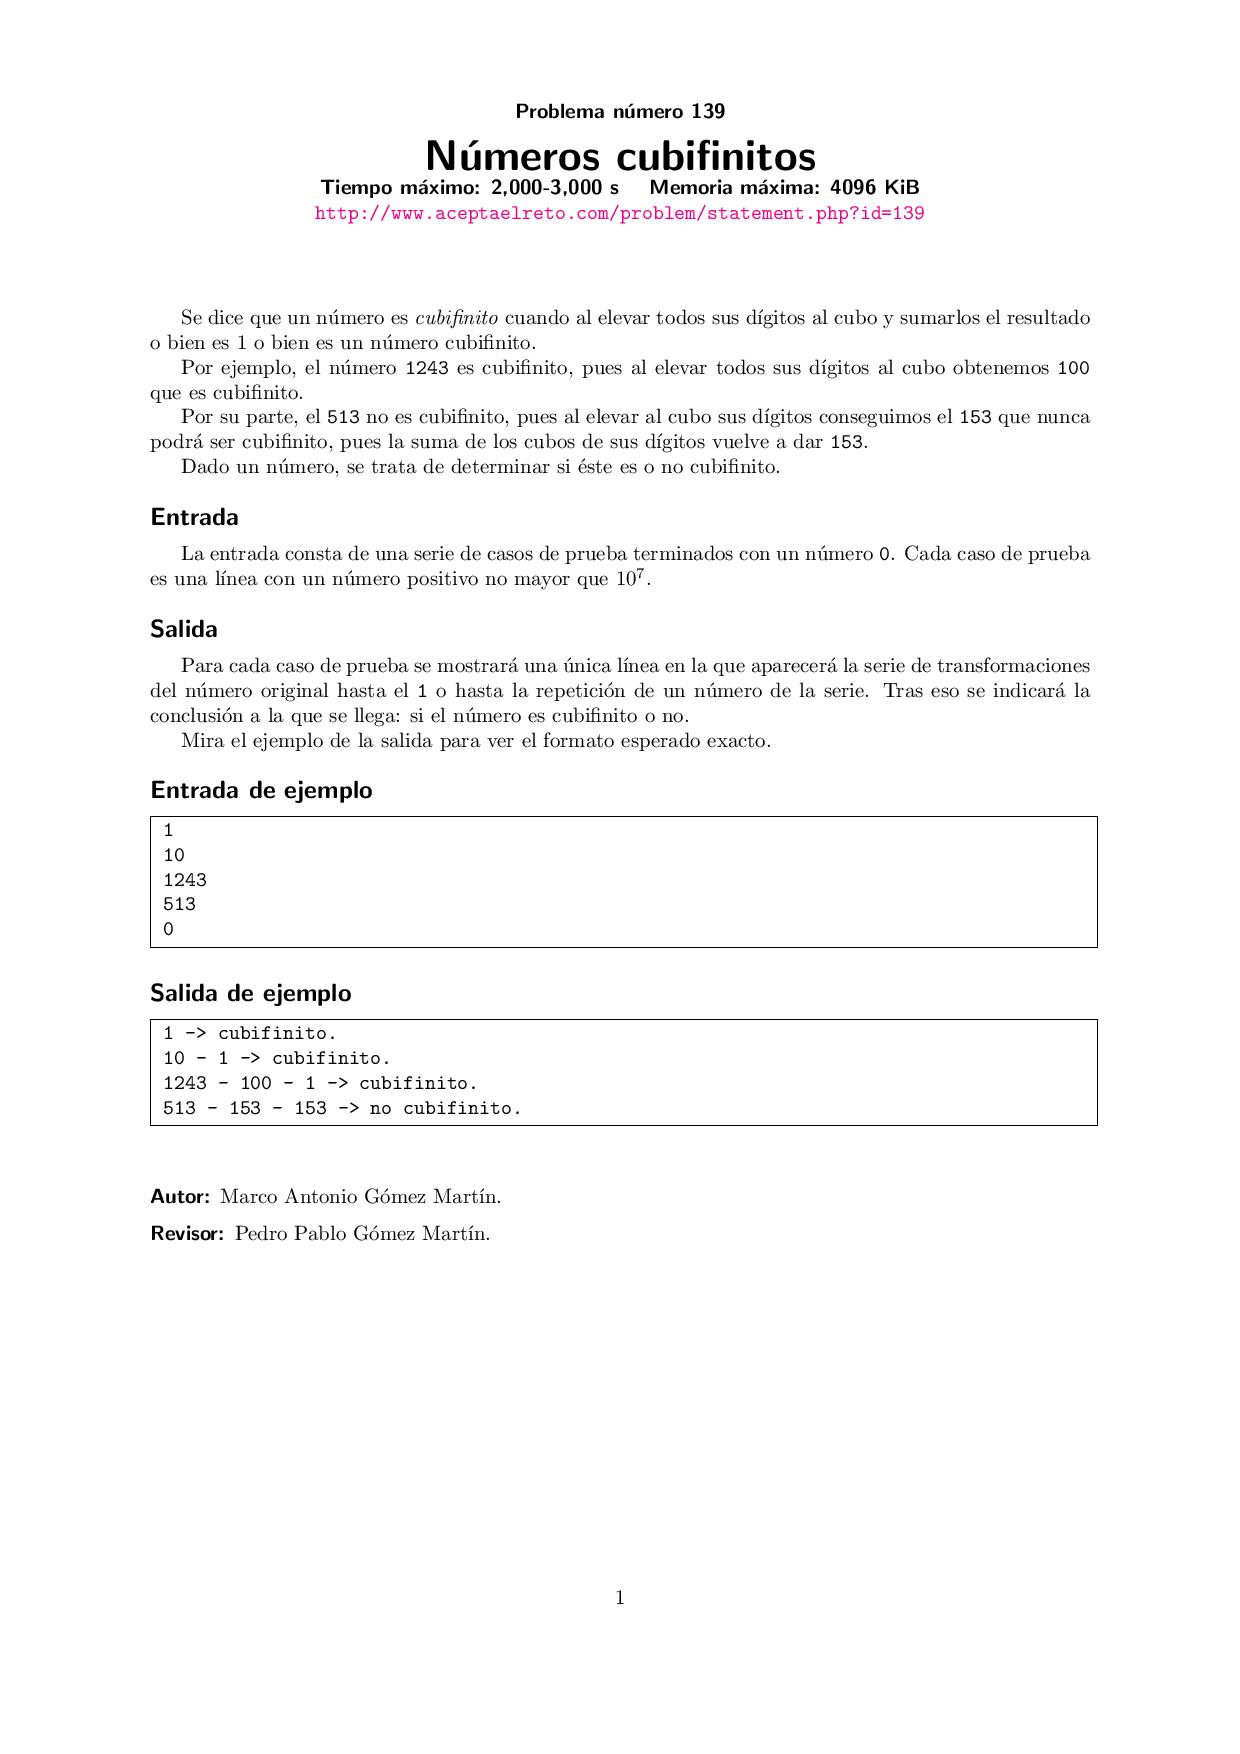 Problema número 139
Números cubifinitos
Tiempo máximo: 2,000-3,000 s Memoria máxima: 4096 KiB
http://www.aceptaelreto.com/problem/statement.php?id=139
Se dice que un número es cubifinito cuando al elevar todos sus dígitos al cubo y sumarlos el resultado
o bien es 1 o bien es un número cubifinito.
Por ejemplo, el número 1243 es cubifinito, pues al elevar todos sus dígitos al cubo obtenemos 100
que es cubifinito.
Por su parte, el 513 no es cubifinito, pues al elevar al cubo sus dígitos conseguimos el 153 que nunca
podrá ser cubifinito, pues la suma de los cubos de sus dígitos vuelve a dar 153.
Dado un número, se trata de determinar si éste es o no cubifinito.
Entrada
La entrada consta de una serie de casos de prueba terminados con un número 0. Cada caso de prueba
es una línea con un número positivo no mayor que 10⁷.
Salida
Para cada caso de prueba se mostrará una única línea en la que aparecerá la serie de transformaciones
del número original hasta el 1 o hasta la repetición de un número de la serie. Tras eso se indicará la
conclusión a la que se llega: si el número es cubifinito o no.
Mira el ejemplo de la salida para ver el formato esperado exacto.
Entrada de ejemplo
1
10
1243
513
0
Salida de ejemplo
1 -> cubifinito.
10 - 1 -> cubifinito.
1243 - 100 - 1 -> cubifinito.
513 - 153 - 153 -> no cubifinito.
Autor: Marco Antonio Gómez Martín.
Revisor: Pedro Pablo Gómez Martín.
1